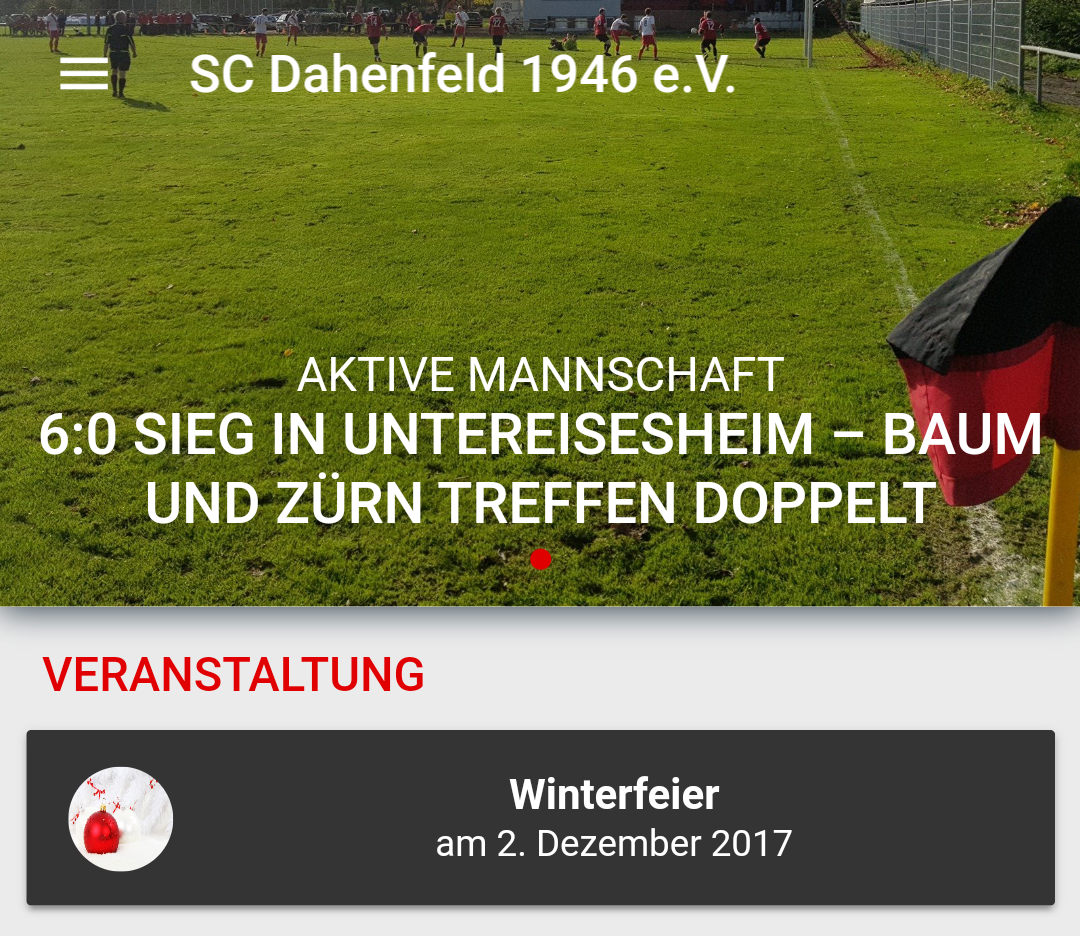 SC Dahenfeld 1946 e.V.
AKTIVE MANNSCHAFT
6:0 SIEG IN UNTEREISESHEIM – BAUM
UND ZÜRN TREFFEN DOPPELT
VERANSTALTUNG
Winterfeier
am 2. Dezember 2017